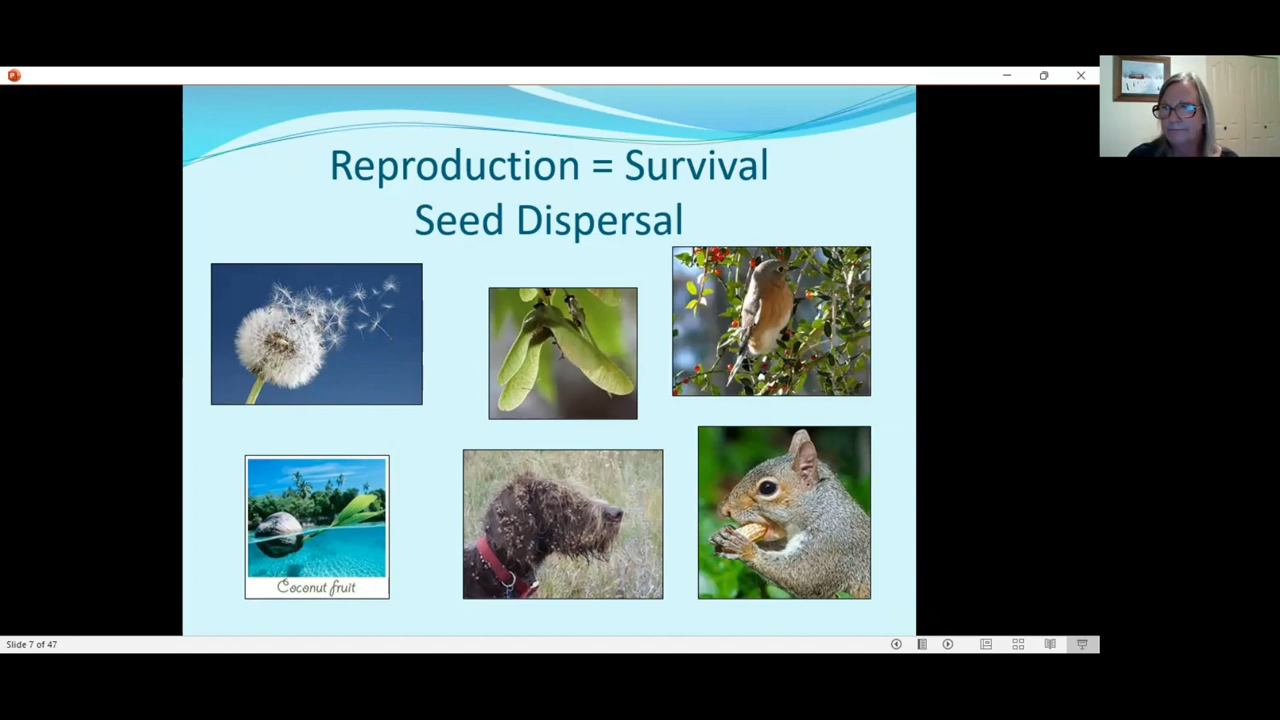 Reproduction = Survival
Seed Dispersal
Coconut fruit
Slide 7 of 47